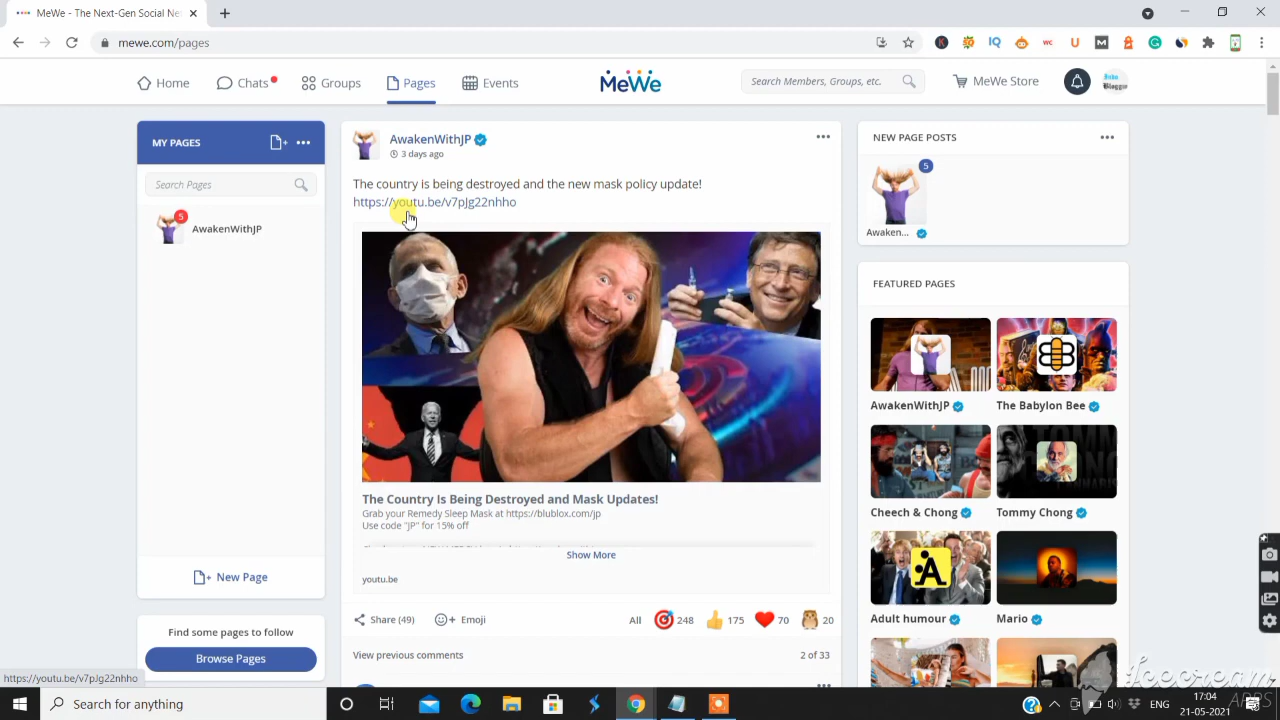 MeWe - The Next-Gen Social Ne
mewe.com/pages
Home
Chats
Groups
Pages
Events
MeWe
Search Members, Groups, etc.
MeWe Store
MY PAGES
Search Pages
5
AwakenWithJP
New Page
Find some pages to follow
Browse Pages
AwakenWithJP
3 days ago
The country is being destroyed and the new mask policy update!
https://youtu.be/v7pJg22nhho
The Country Is Being Destroyed and Mask Updates!
Grab your Remedy Sleep Mask at https://blublox.com/jp
Use code "JP" for 15% off
Show More
youtu.be
Share (49)
Emoji
All
248
175
70
20
View previous comments
2 of 33
NEW PAGE POSTS
5
Awaken...
FEATURED PAGES
AwakenWithJP
The Babylon Bee
Cheech & Chong
Tommy Chong
Adult humour
Mario
https://youtu.be/v7pJg22nhho
Icecream
APPS
Search for anything
ENG
17:04
21-05-2021